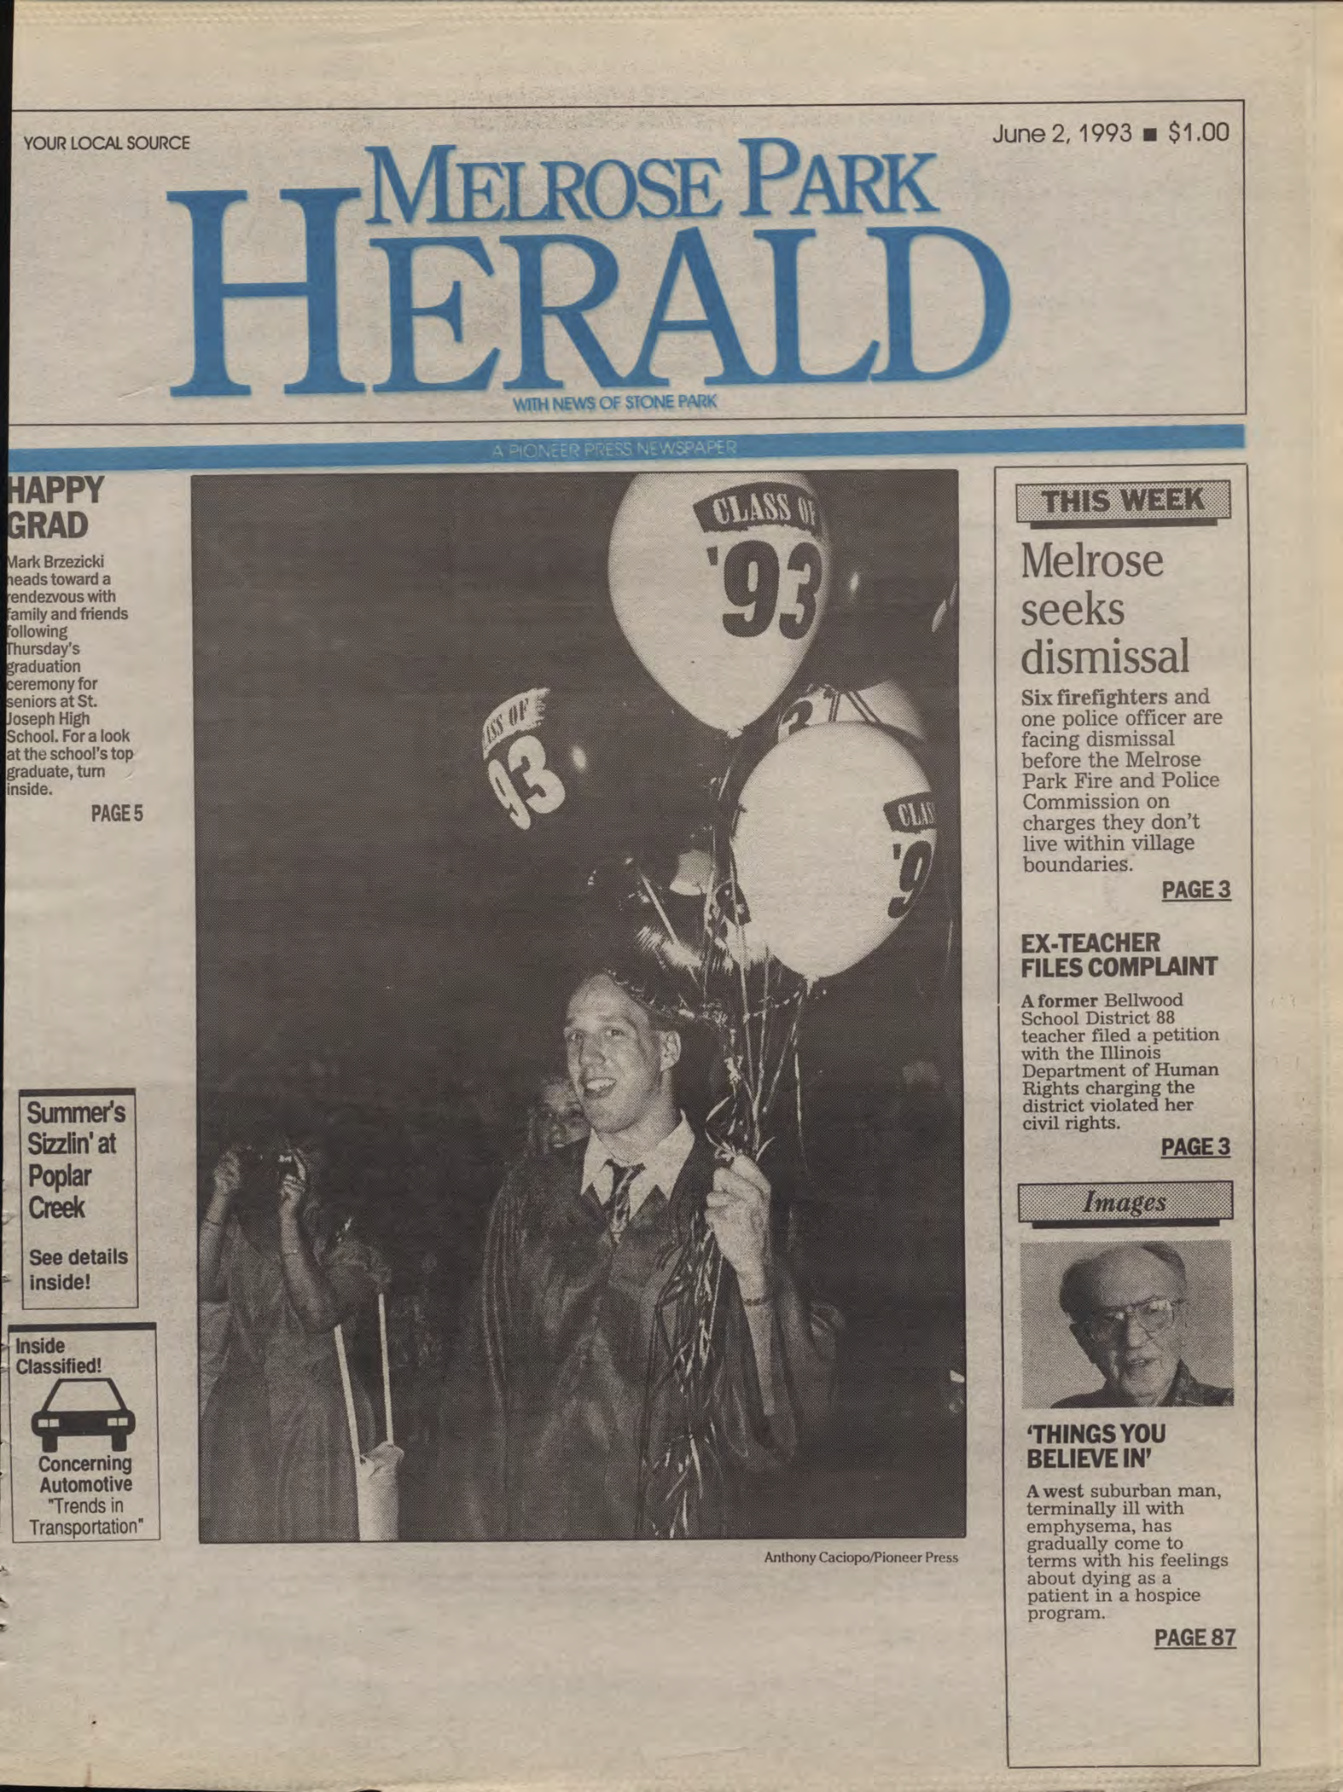 YOUR LOCAL SOURCE
June 2, 1993 ■ $1.00
MELROSE PARK
HERALD
WITH NEWS OF STONE PARK
A PIONEER PRESS NEWSPAPER
HAPPY
GRAD
Mark Brzezicki
heads toward a
rendezvous with
family and friends
following
Thursday's
graduation
ceremony for
seniors at St.
Joseph High
School. For a look
at the school's top
graduate, turn
inside.
PAGE 5
Summer's
Sizzlin' at
Poplar
Creek
See details
inside!
Inside
Classified!
Concerning
Automotive
"Trends in
Transportation"
CLASS OF
'93
ASS OF
93
CLAS
'9
Anthony Caciopo/Pioneer Press
THIS WEEK
Melrose
seeks
dismissal
Six firefighters and
one police officer are
facing dismissal
before the Melrose
Park Fire and Police
Commission on
charges they don't
live within village
boundaries.
PAGE 3
EX-TEACHER
FILES COMPLAINT
A former Bellwood
School District 88
teacher filed a petition
with the Illinois
Department of Human
Rights charging the
district violated her
civil rights.
PAGE 3
Images
'THINGS YOU
BELIEVE IN'
A west suburban man,
terminally ill with
emphysema, has
gradually come to
terms with his feelings
about dying as a
patient in a hospice
program.
PAGE 87